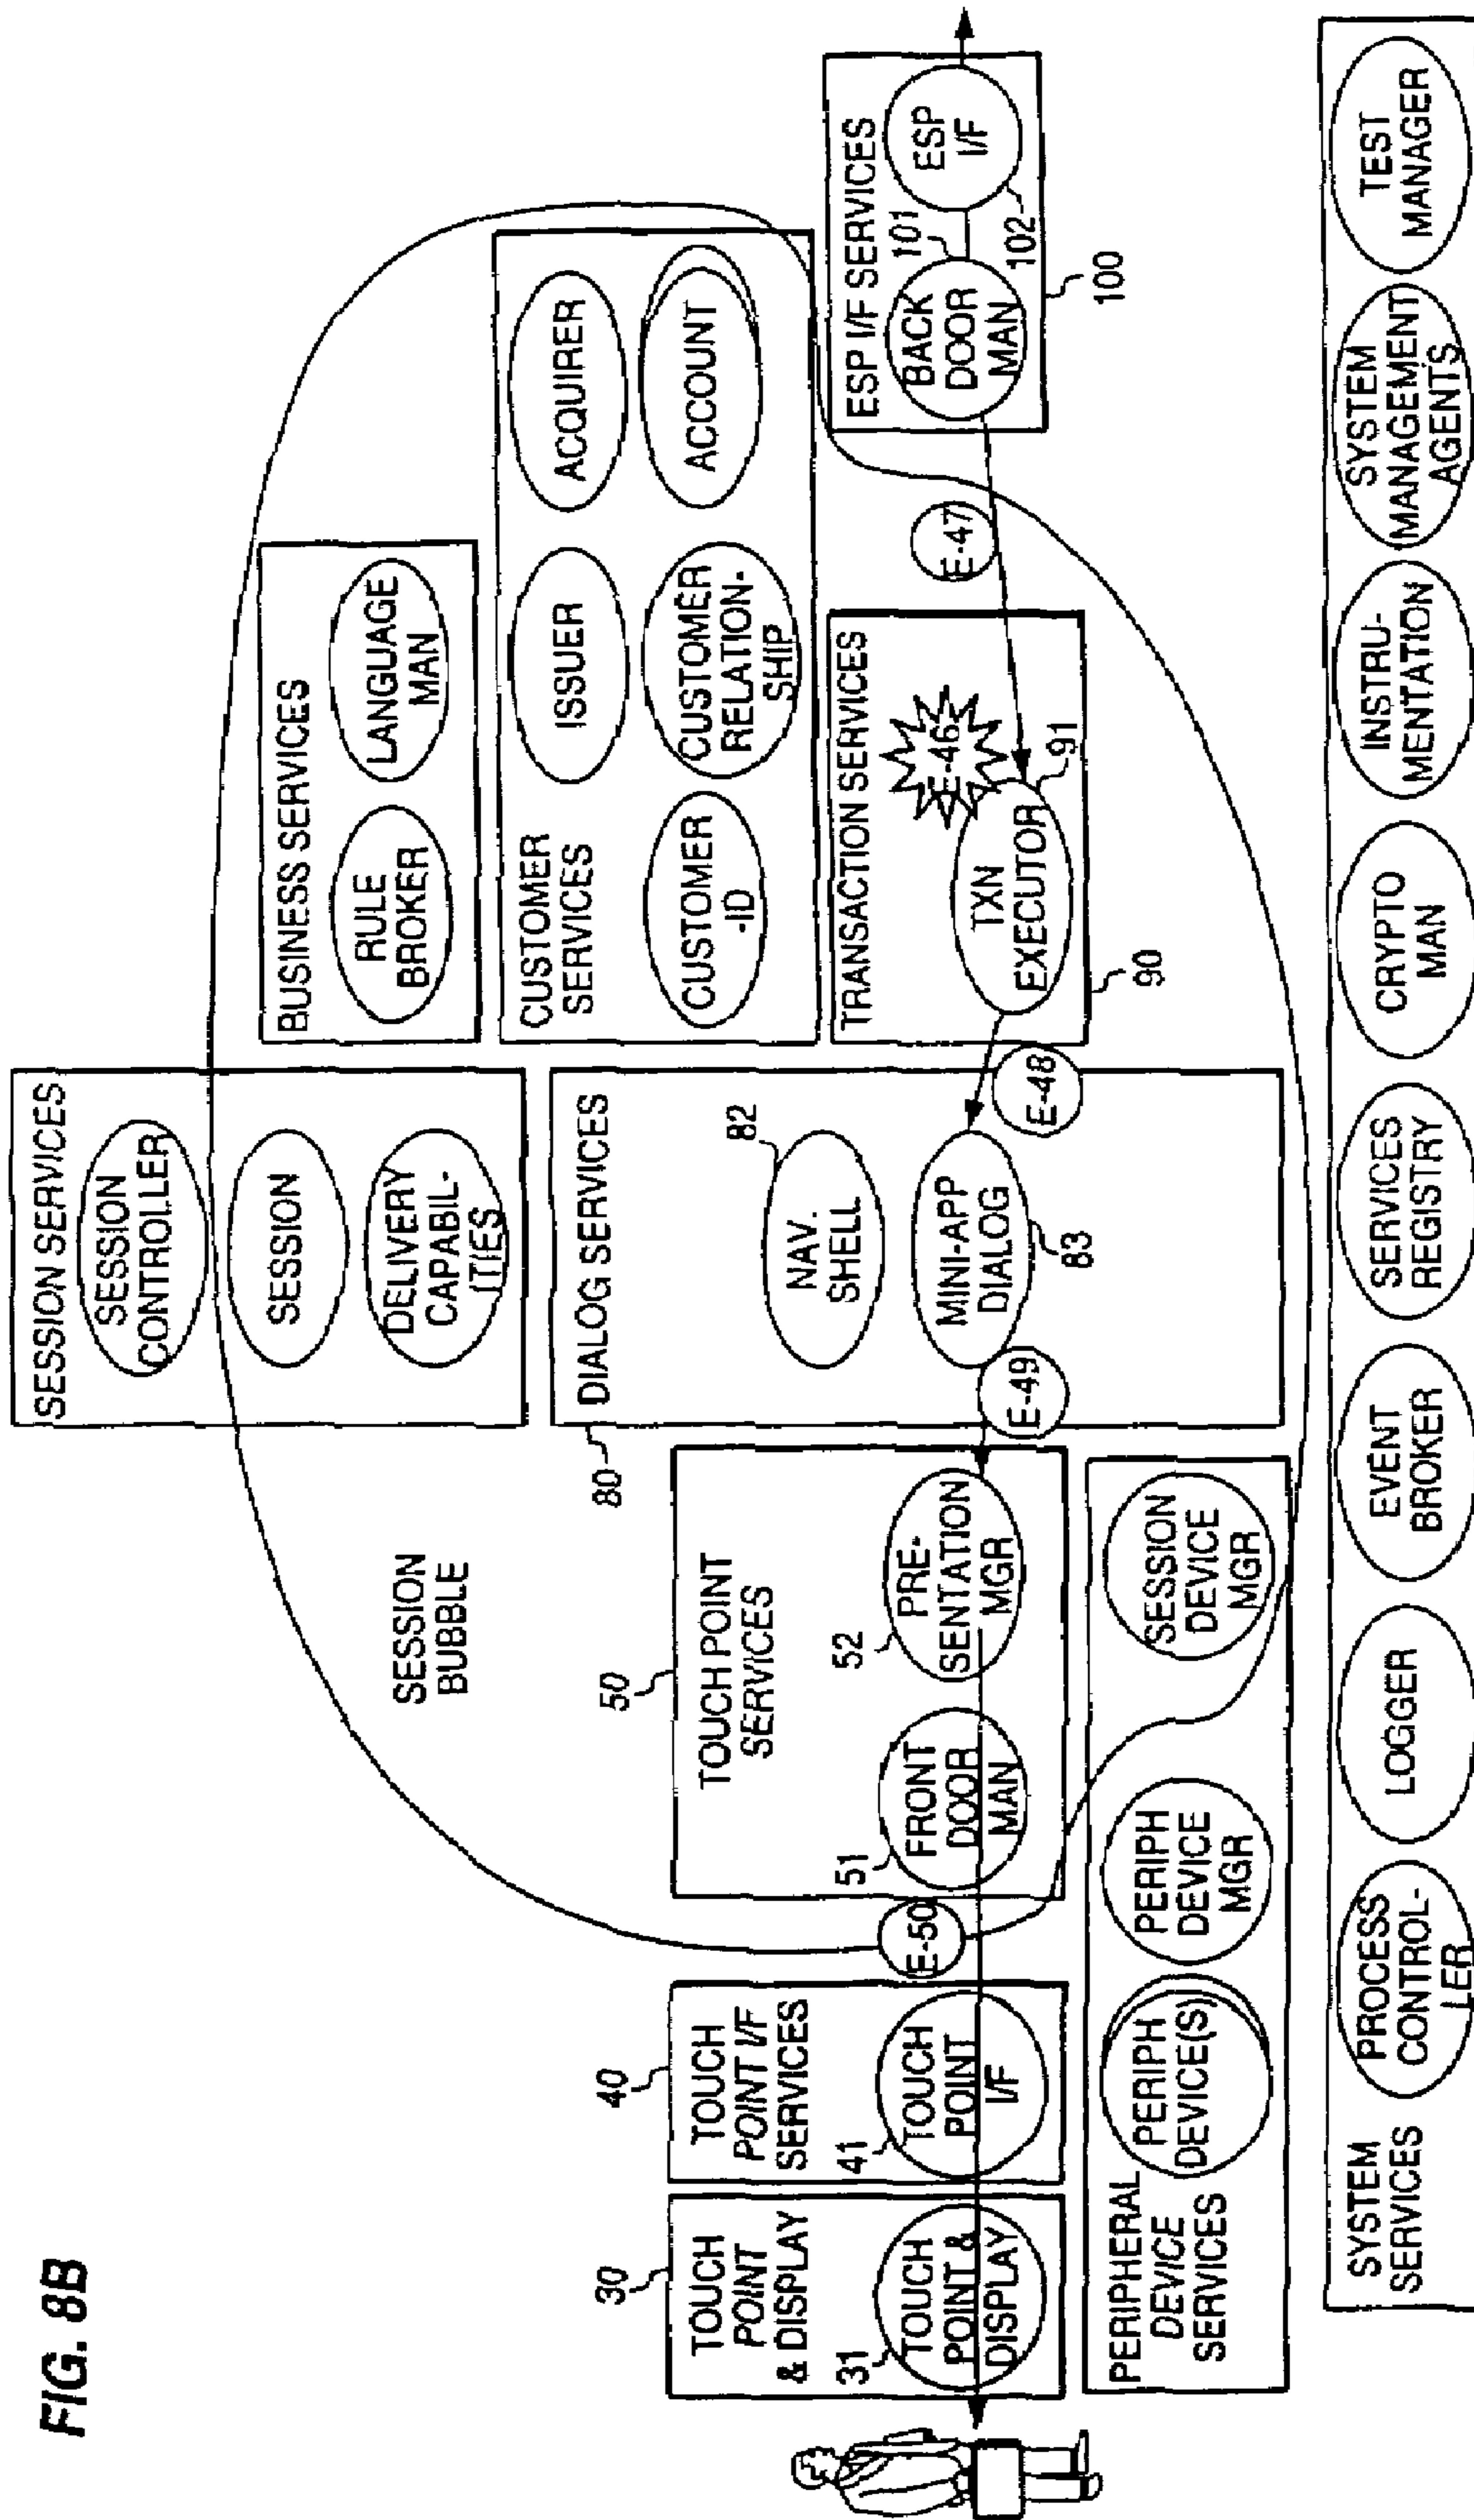 FIG. 8B
SESSION SERVICES
SESSION
CONTROLLER
SESSION
DELIVERY
CAPABIL-
ITIES
BUSINESS SERVICES
RULE
BROKER
LANGUAGE
MAN
SESSION
BUBBLE
CUSTOMER
SERVICES
ISSUER
ACQUIRER
CUSTOMER
-ID
CUSTOMER
RELATION-
SHIP
ACCOUNT
80
DIALOG SERVICES
82
NAV.
SHELL
MINI-APP
DIALOG
83
E-49
E-48
30
TOUCH
POINT
& DISPLAY
31
TOUCH
POINT &
DISPLAY
40
TOUCH
POINT I/F
SERVICES
41
TOUCH
POINT
I/F
E-50
50
TOUCH POINT
SERVICES
51
FRONT
DOOR
MAN
52
PRE-
SENTATION
MGR
TRANSACTION SERVICES
E-46
TXN
EXECUTOR
91
90
E-47
ESP I/F SERVICES
101
BACK
DOOR
MAN
ESP
I/F
102
100
PERIPHERAL
DEVICE
SERVICES
PERIPH
DEVICE(S)
PERIPH
DEVICE
MGR
SESSION
DEVICE
MGR
SYSTEM
SERVICES
PROCESS
CONTROL-
LER
LOGGER
EVENT
BROKER
SERVICES
REGISTRY
CRYPTO
MAN
INSTRU-
MENTATION
SYSTEM
MANAGEMENT
AGENTS
TEST
MANAGER